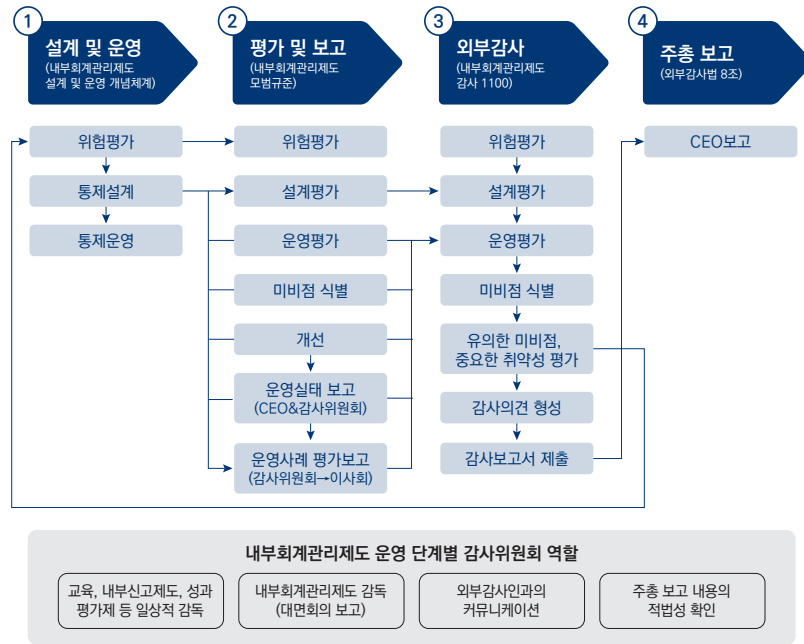 1
설계 및 운영
(내부회계관리제도
설계 및 운영 개념체계)
위험평가
통제설계
통제운영
2
평가 및 보고
(내부회계관리제도
모범규준)
위험평가
설계평가
운영평가
미비점 식별
개선
운영실태 보고
(CEO&감사위원회)
운영사례 평가보고
(감사위원회→이사회)
3
외부감사
(내부회계관리제도
감사 1100)
위험평가
설계평가
운영평가
미비점 식별
유의한 미비점,
중요한 취약성 평가
감사의견 형성
감사보고서 제출
4
주총 보고
(외부감사법 8조)
CEO보고
내부회계관리제도 운영 단계별 감사위원회 역할
교육, 내부신고제도, 성과
평가제 등 일상적 감독
내부회계관리제도 감독
(대면회의 보고)
외부감사인과의
커뮤니케이션
주총 보고 내용의
적법성 확인